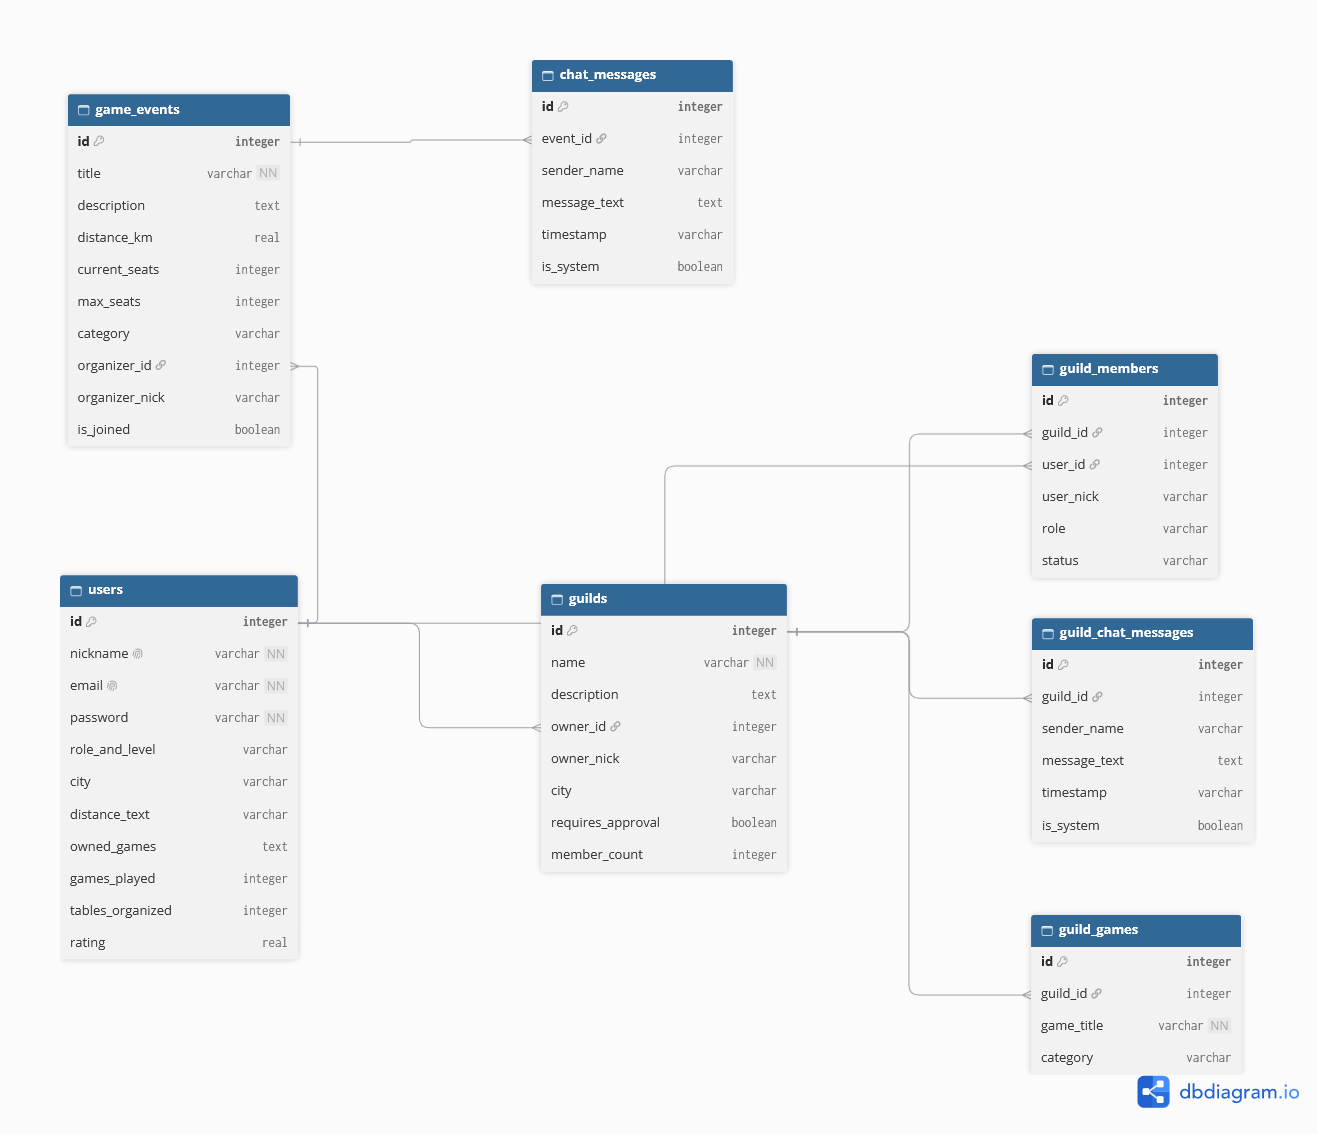 game_events
id integer
title varchar NN
description text
distance_km real
current_seats integer
max_seats integer
category varchar
organizer_id integer
organizer_nick varchar
is_joined boolean
chat_messages
id integer
event_id integer
sender_name varchar
message_text text
timestamp varchar
is_system boolean
guild_members
id integer
guild_id integer
user_id integer
user_nick varchar
role varchar
status varchar
users
id integer
nickname varchar NN
email varchar NN
password varchar NN
role_and_level varchar
city varchar
distance_text varchar
owned_games text
games_played integer
tables_organized integer
rating real
guilds
id integer
name varchar NN
description text
owner_id integer
owner_nick varchar
city varchar
requires_approval boolean
member_count integer
guild_chat_messages
id integer
guild_id integer
sender_name varchar
message_text text
timestamp varchar
is_system boolean
guild_games
id integer
guild_id integer
game_title varchar NN
category varchar
dbdiagram.io